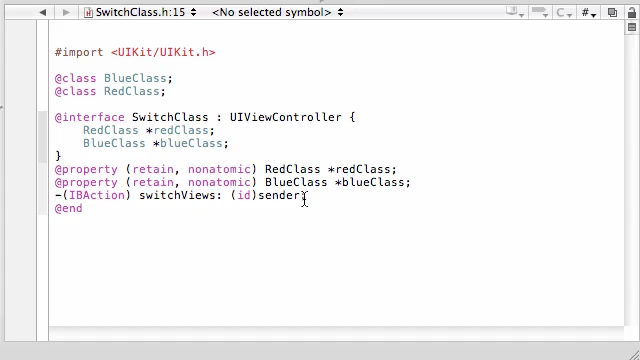 SwitchClass.h:15 <No selected symbol> C #
#import <UIKit/UIKit.h>
@class BlueClass;
@class RedClass;
@interface SwitchClass : UIViewController {
RedClass *redClass;
BlueClass *blueClass;
}
@property (retain, nonatomic) RedClass *redClass;
@property (retain, nonatomic) BlueClass *blueClass;
-(IBAction) switchViews: (id)sender;
@end